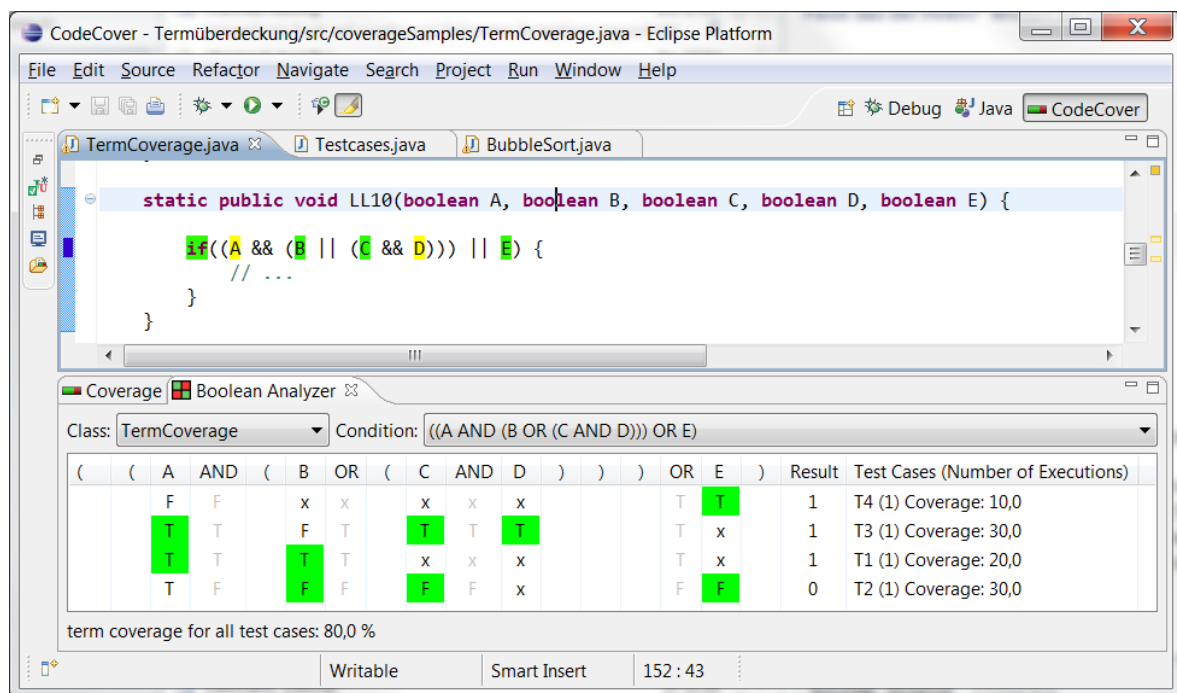 CodeCover - Termüberdeckung/src/coverageSamples/TermCoverage.java - Eclipse Platform
File Edit Source Refactor Navigate Search Project Run Window Help
Debug Java CodeCover
TermCoverage.java Testcases.java BubbleSort.java
static public void LL10(boolean A, boolean B, boolean C, boolean D, boolean E) {
if((A && (B || (C && D))) || E) {
// ...
}
}
Coverage Boolean Analyzer
Class: TermCoverage Condition: ((A AND (B OR (C AND D))) OR E)
( ( A AND ( B OR ( C AND D ) ) ) OR E ) Result Test Cases (Number of Executions)
F F x x x x x T T 1 T4 (1) Coverage: 10,0
T T F T T T T T x 1 T3 (1) Coverage: 30,0
T T T T x x x T x 1 T1 (1) Coverage: 20,0
T F F F F F x F F 0 T2 (1) Coverage: 30,0
term coverage for all test cases: 80,0 %
Writable Smart Insert 152 : 43